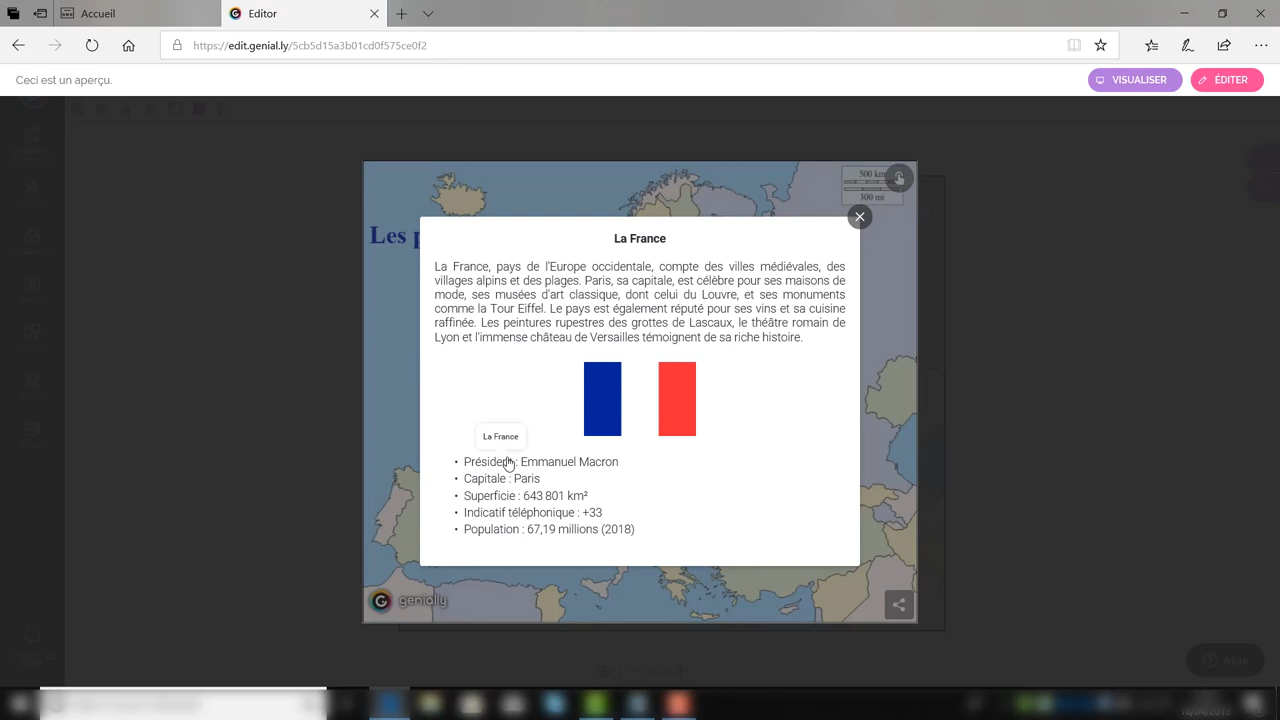 Accueil
Editor
https://edit.genial.ly/5cb5d15a3b01cd0f575ce0f2
Ceci est un aperçu.
VISUALISER
ÉDITER
500 km
300 mi
Les p
La France
La France, pays de l'Europe occidentale, compte des villes médiévales, des
villages alpins et des plages. Paris, sa capitale, est célèbre pour ses maisons de
mode, ses musées d'art classique, dont celui du Louvre, et ses monuments
comme la Tour Eiffel. Le pays est également réputé pour ses vins et sa cuisine
raffinée. Les peintures rupestres des grottes de Lascaux, le théâtre romain de
Lyon et l'immense château de Versailles témoignent de sa riche histoire.
La France
• Président : Emmanuel Macron
• Capitale : Paris
• Superficie : 643 801 km²
• Indicatif téléphonique : +33
• Population : 67,19 millions (2018)
genially
Aide